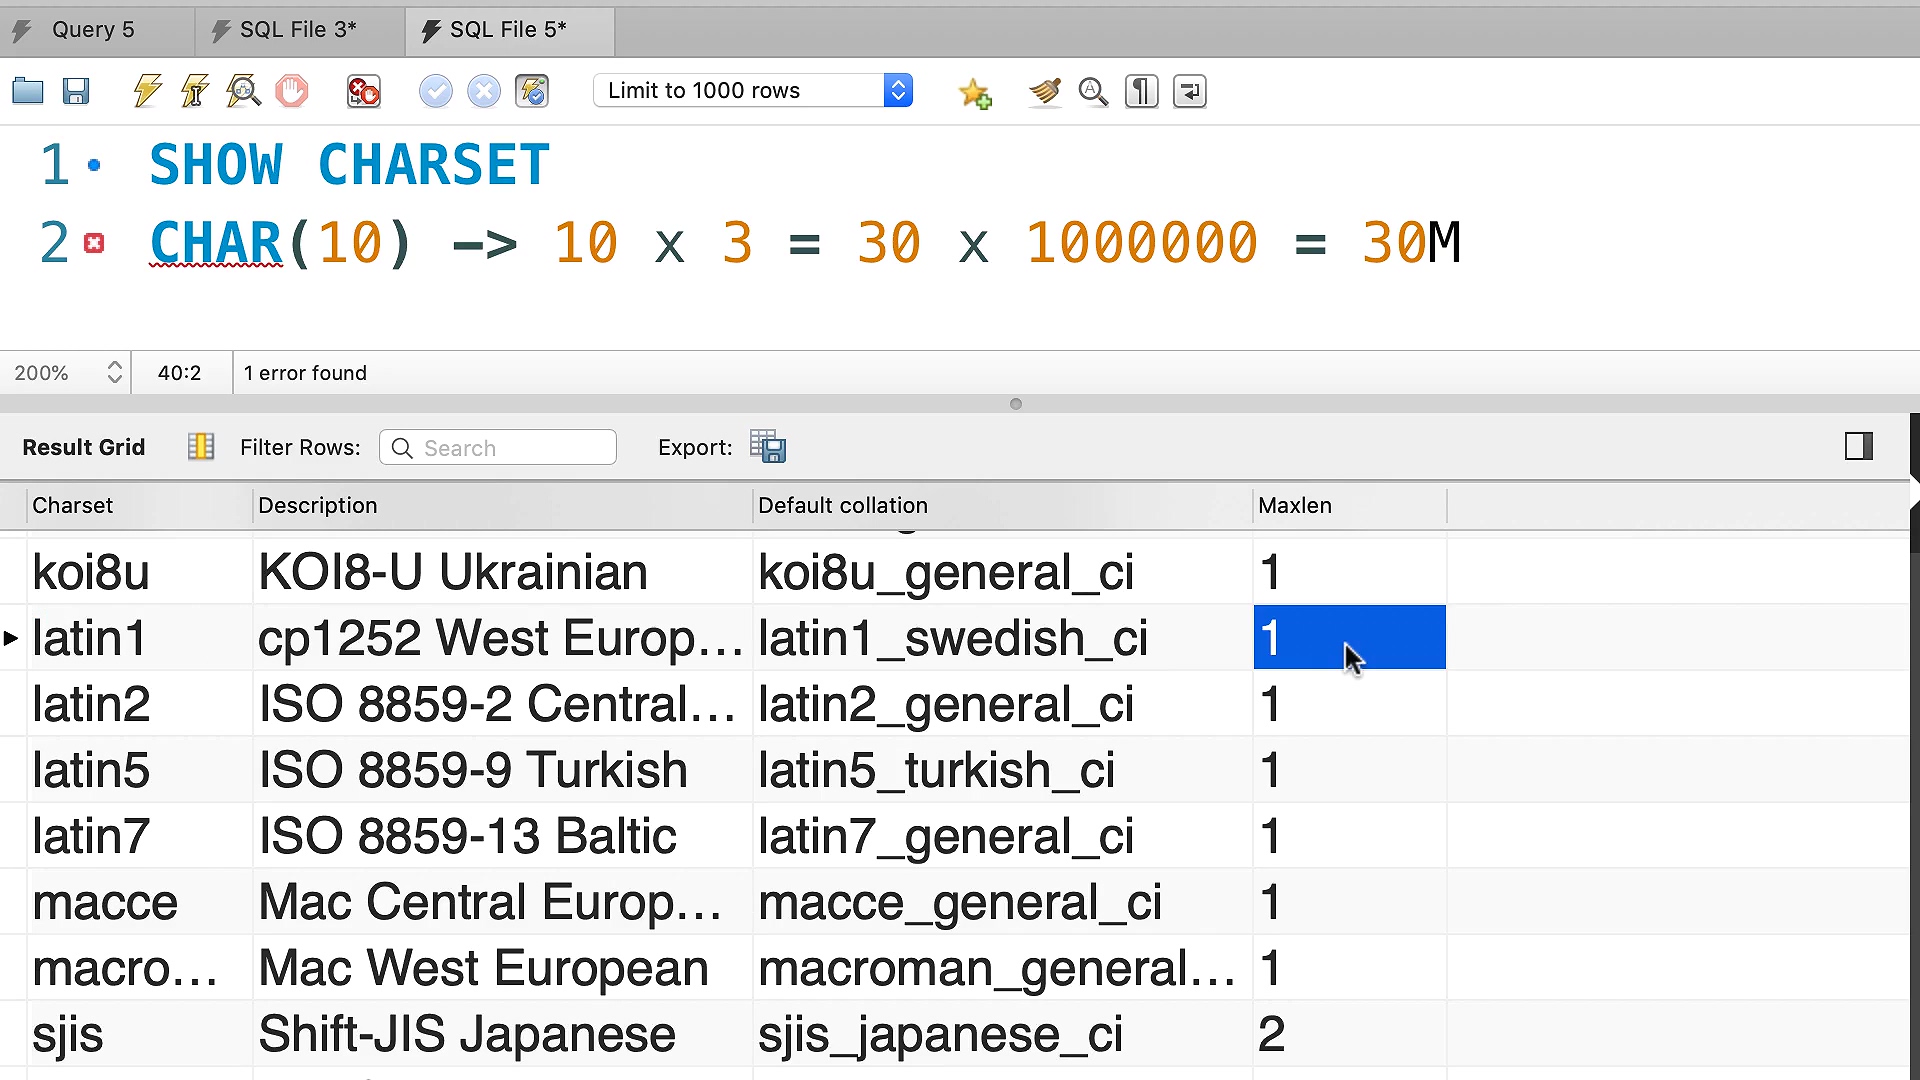 Query 5 SQL File 3* SQL File 5*
Limit to 1000 rows
1 SHOW CHARSET
2 CHAR(10) -> 10 x 3 = 30 x 1000000 = 30M
200% 40:2 1 error found
Result Grid Filter Rows: Search Export:
Charset Description Default collation Maxlen
koi8u KOI8-U Ukrainian koi8u_general_ci 1
latin1 cp1252 West Europ... latin1_swedish_ci 1
latin2 ISO 8859-2 Central... latin2_general_ci 1
latin5 ISO 8859-9 Turkish latin5_turkish_ci 1
latin7 ISO 8859-13 Baltic latin7_general_ci 1
macce Mac Central Europ... macce_general_ci 1
macro... Mac West European macroman_general... 1
sjis Shift-JIS Japanese sjis_japanese_ci 2